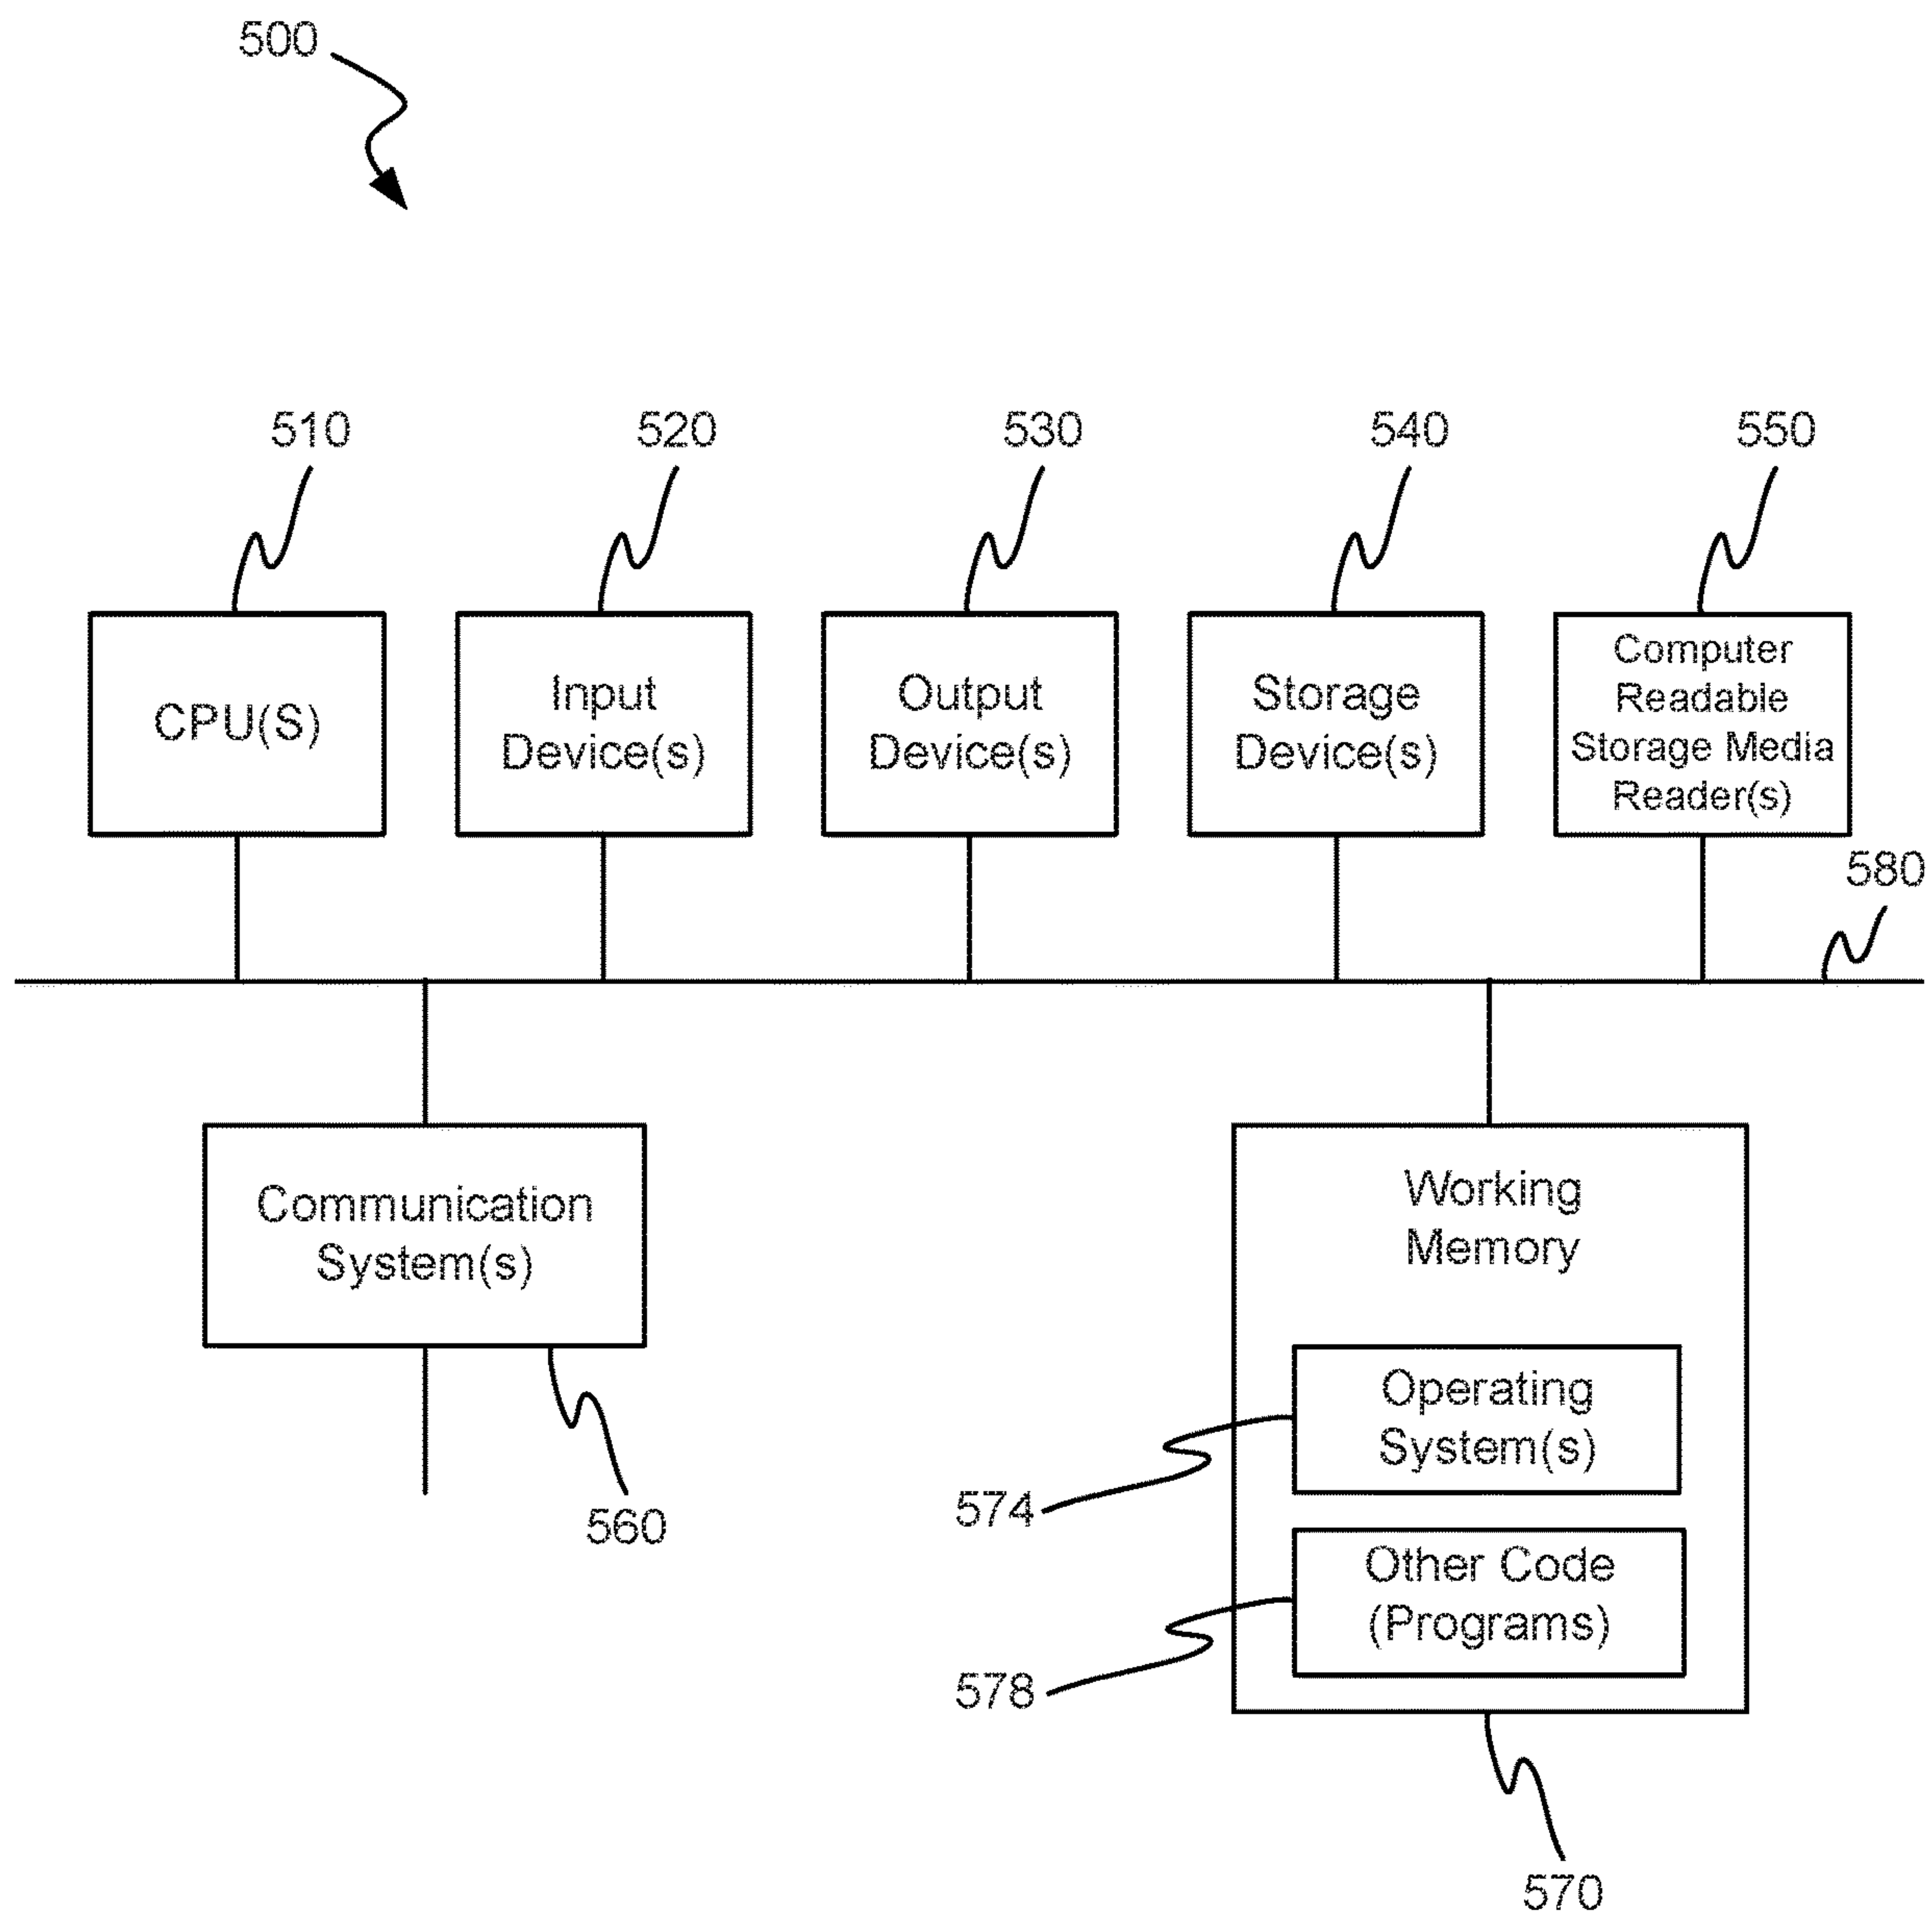 500
510
520
530
540
550
CPU(S)
Input
Device(s)
Output
Device(s)
Storage
Device(s)
Computer
Readable
Storage Media
Reader(s)
580
Communication
System(s)
560
Working
Memory
Operating
System(s)
574
Other Code
(Programs)
578
570